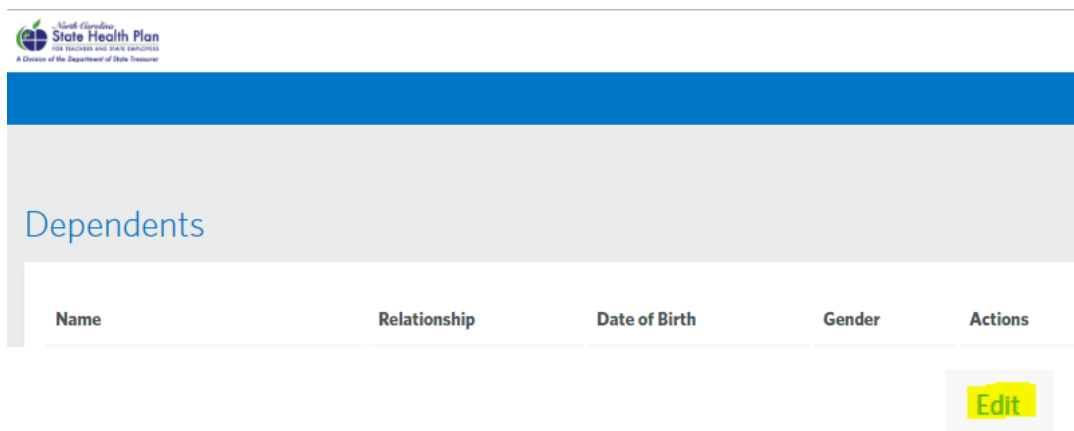 North Carolina
State Health Plan
FOR TEACHERS AND STATE EMPLOYEES
A Division of the Department of State Treasurer
Dependents
Name Relationship Date of Birth Gender Actions
Edit